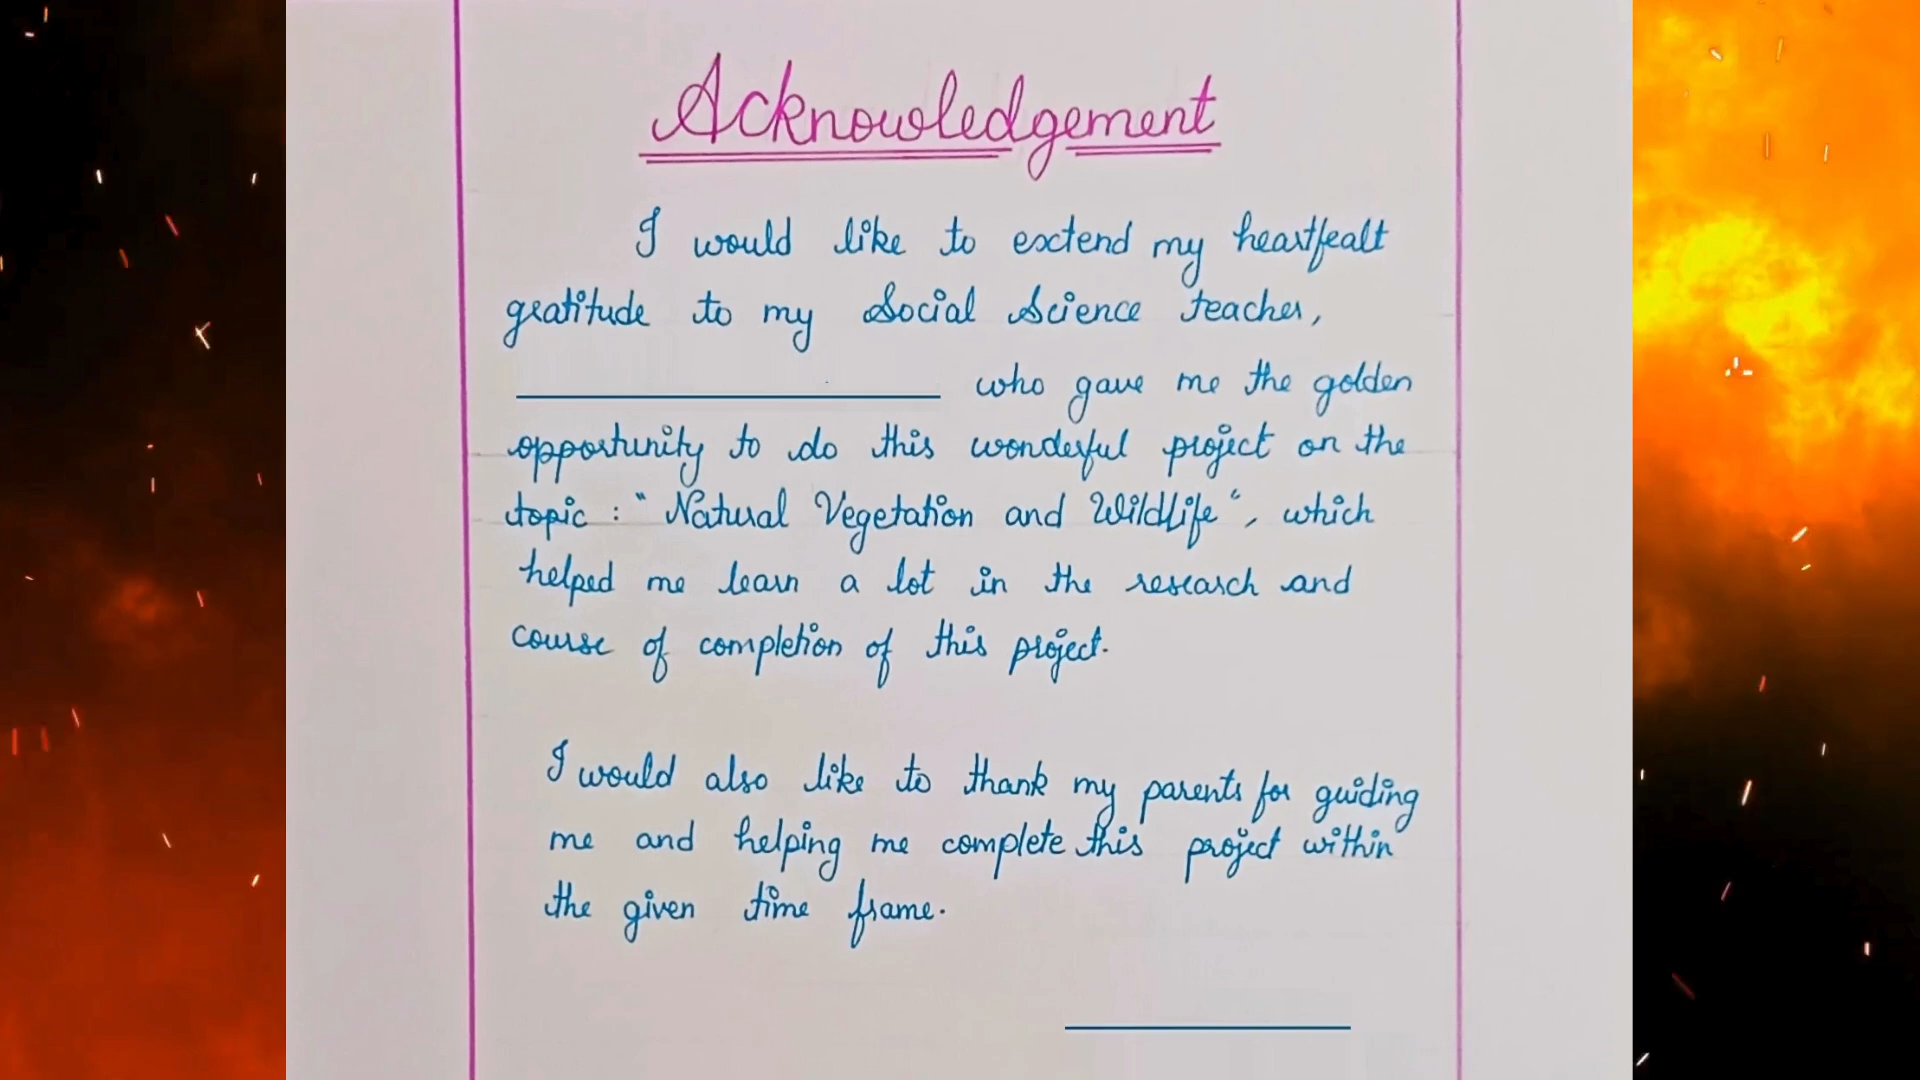 Acknowledgement
I would like to extend my heartfealt
gratitude to my Social Science teacher,
who gave me the golden
opportunity to do this wonderful project on the
topic : "Natural Vegetation and Wildlife", which
helped me learn a lot in the research and
course of completion of this project.
I would also like to thank my parents for guiding
me and helping me complete this project within
the given time frame.